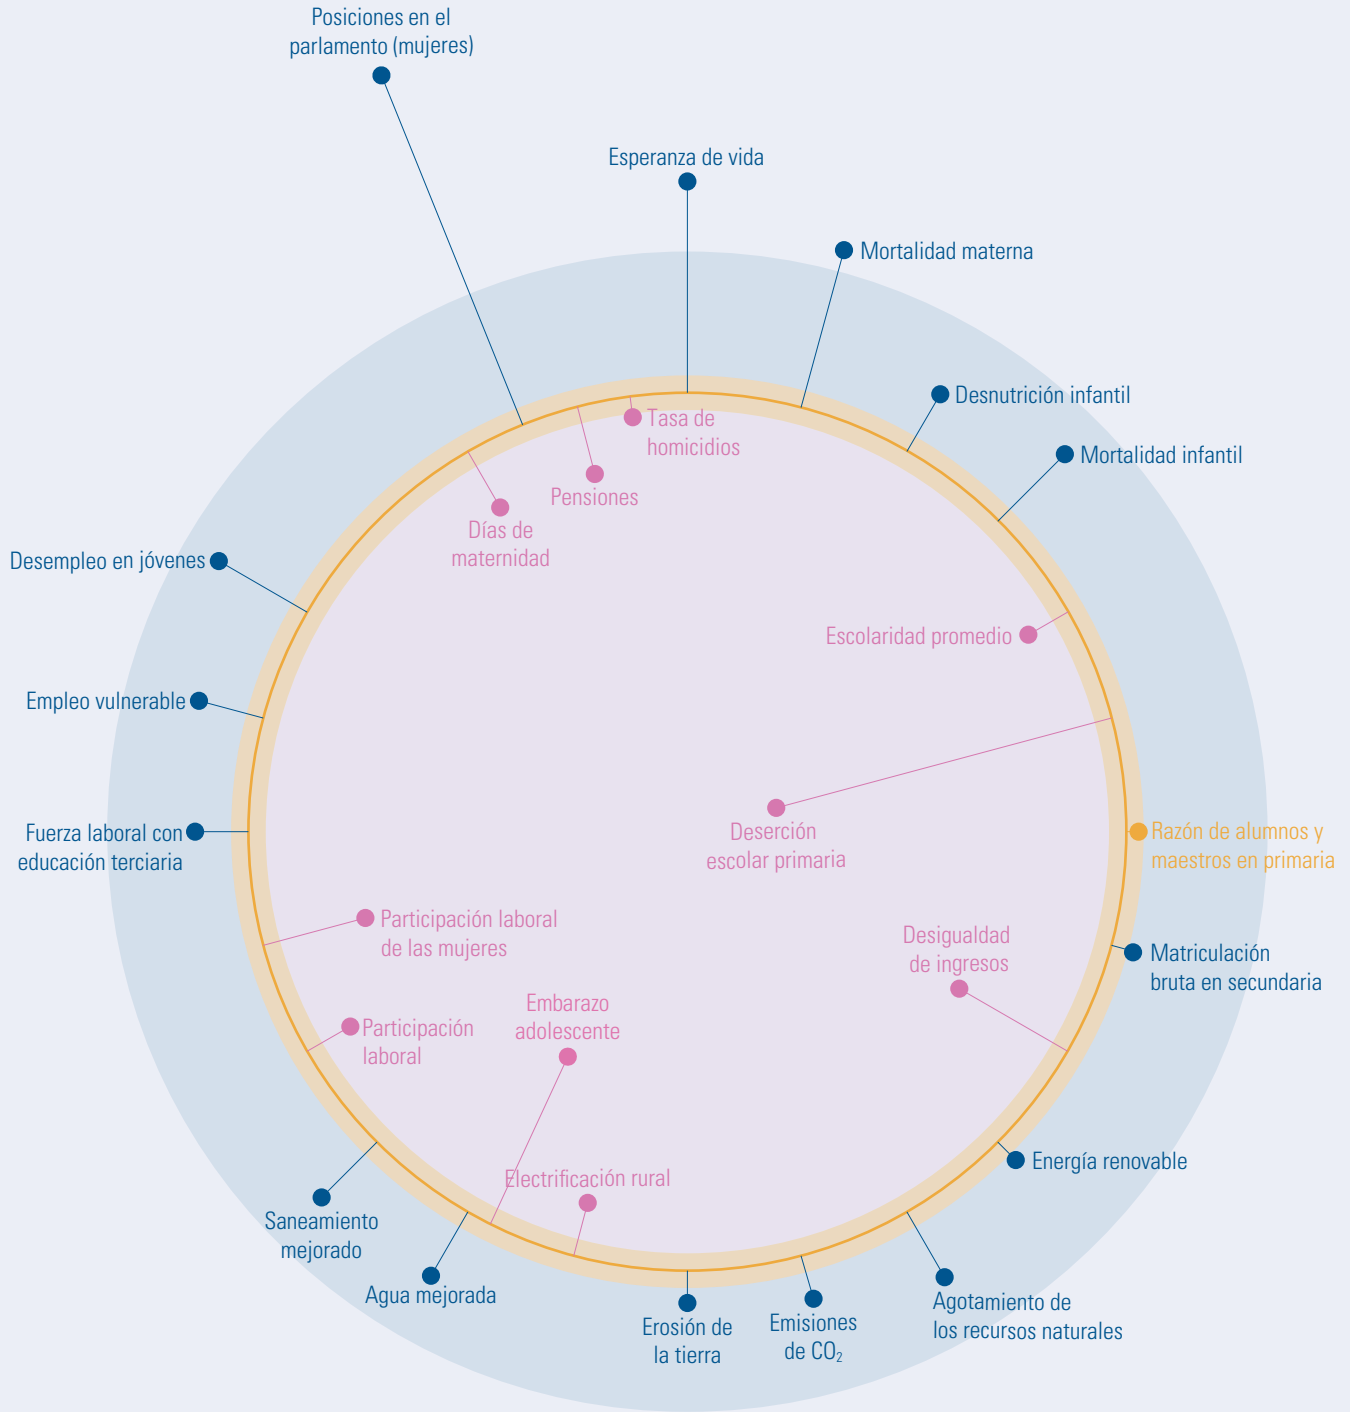 Posiciones en el
parlamento (mujeres)
Esperanza de vida
Mortalidad materna
Desnutrición infantil
Mortalidad infantil
Tasa de
homicidios
Pensiones
Días de
maternidad
Desempleo en jóvenes
Escolaridad promedio
Empleo vulnerable
Fuerza laboral con
educación terciaria
Deserción
escolar primaria
Razón de alumnos y
maestros en primaria
Participación laboral
de las mujeres
Desigualdad
de ingresos
Matriculación
bruta en secundaria
Embarazo
adolescente
Participación
laboral
Energía renovable
Electrificación rural
Saneamiento
mejorado
Agua mejorada
Erosión de
la tierra
Emisiones
de CO₂
Agotamiento de
los recursos naturales